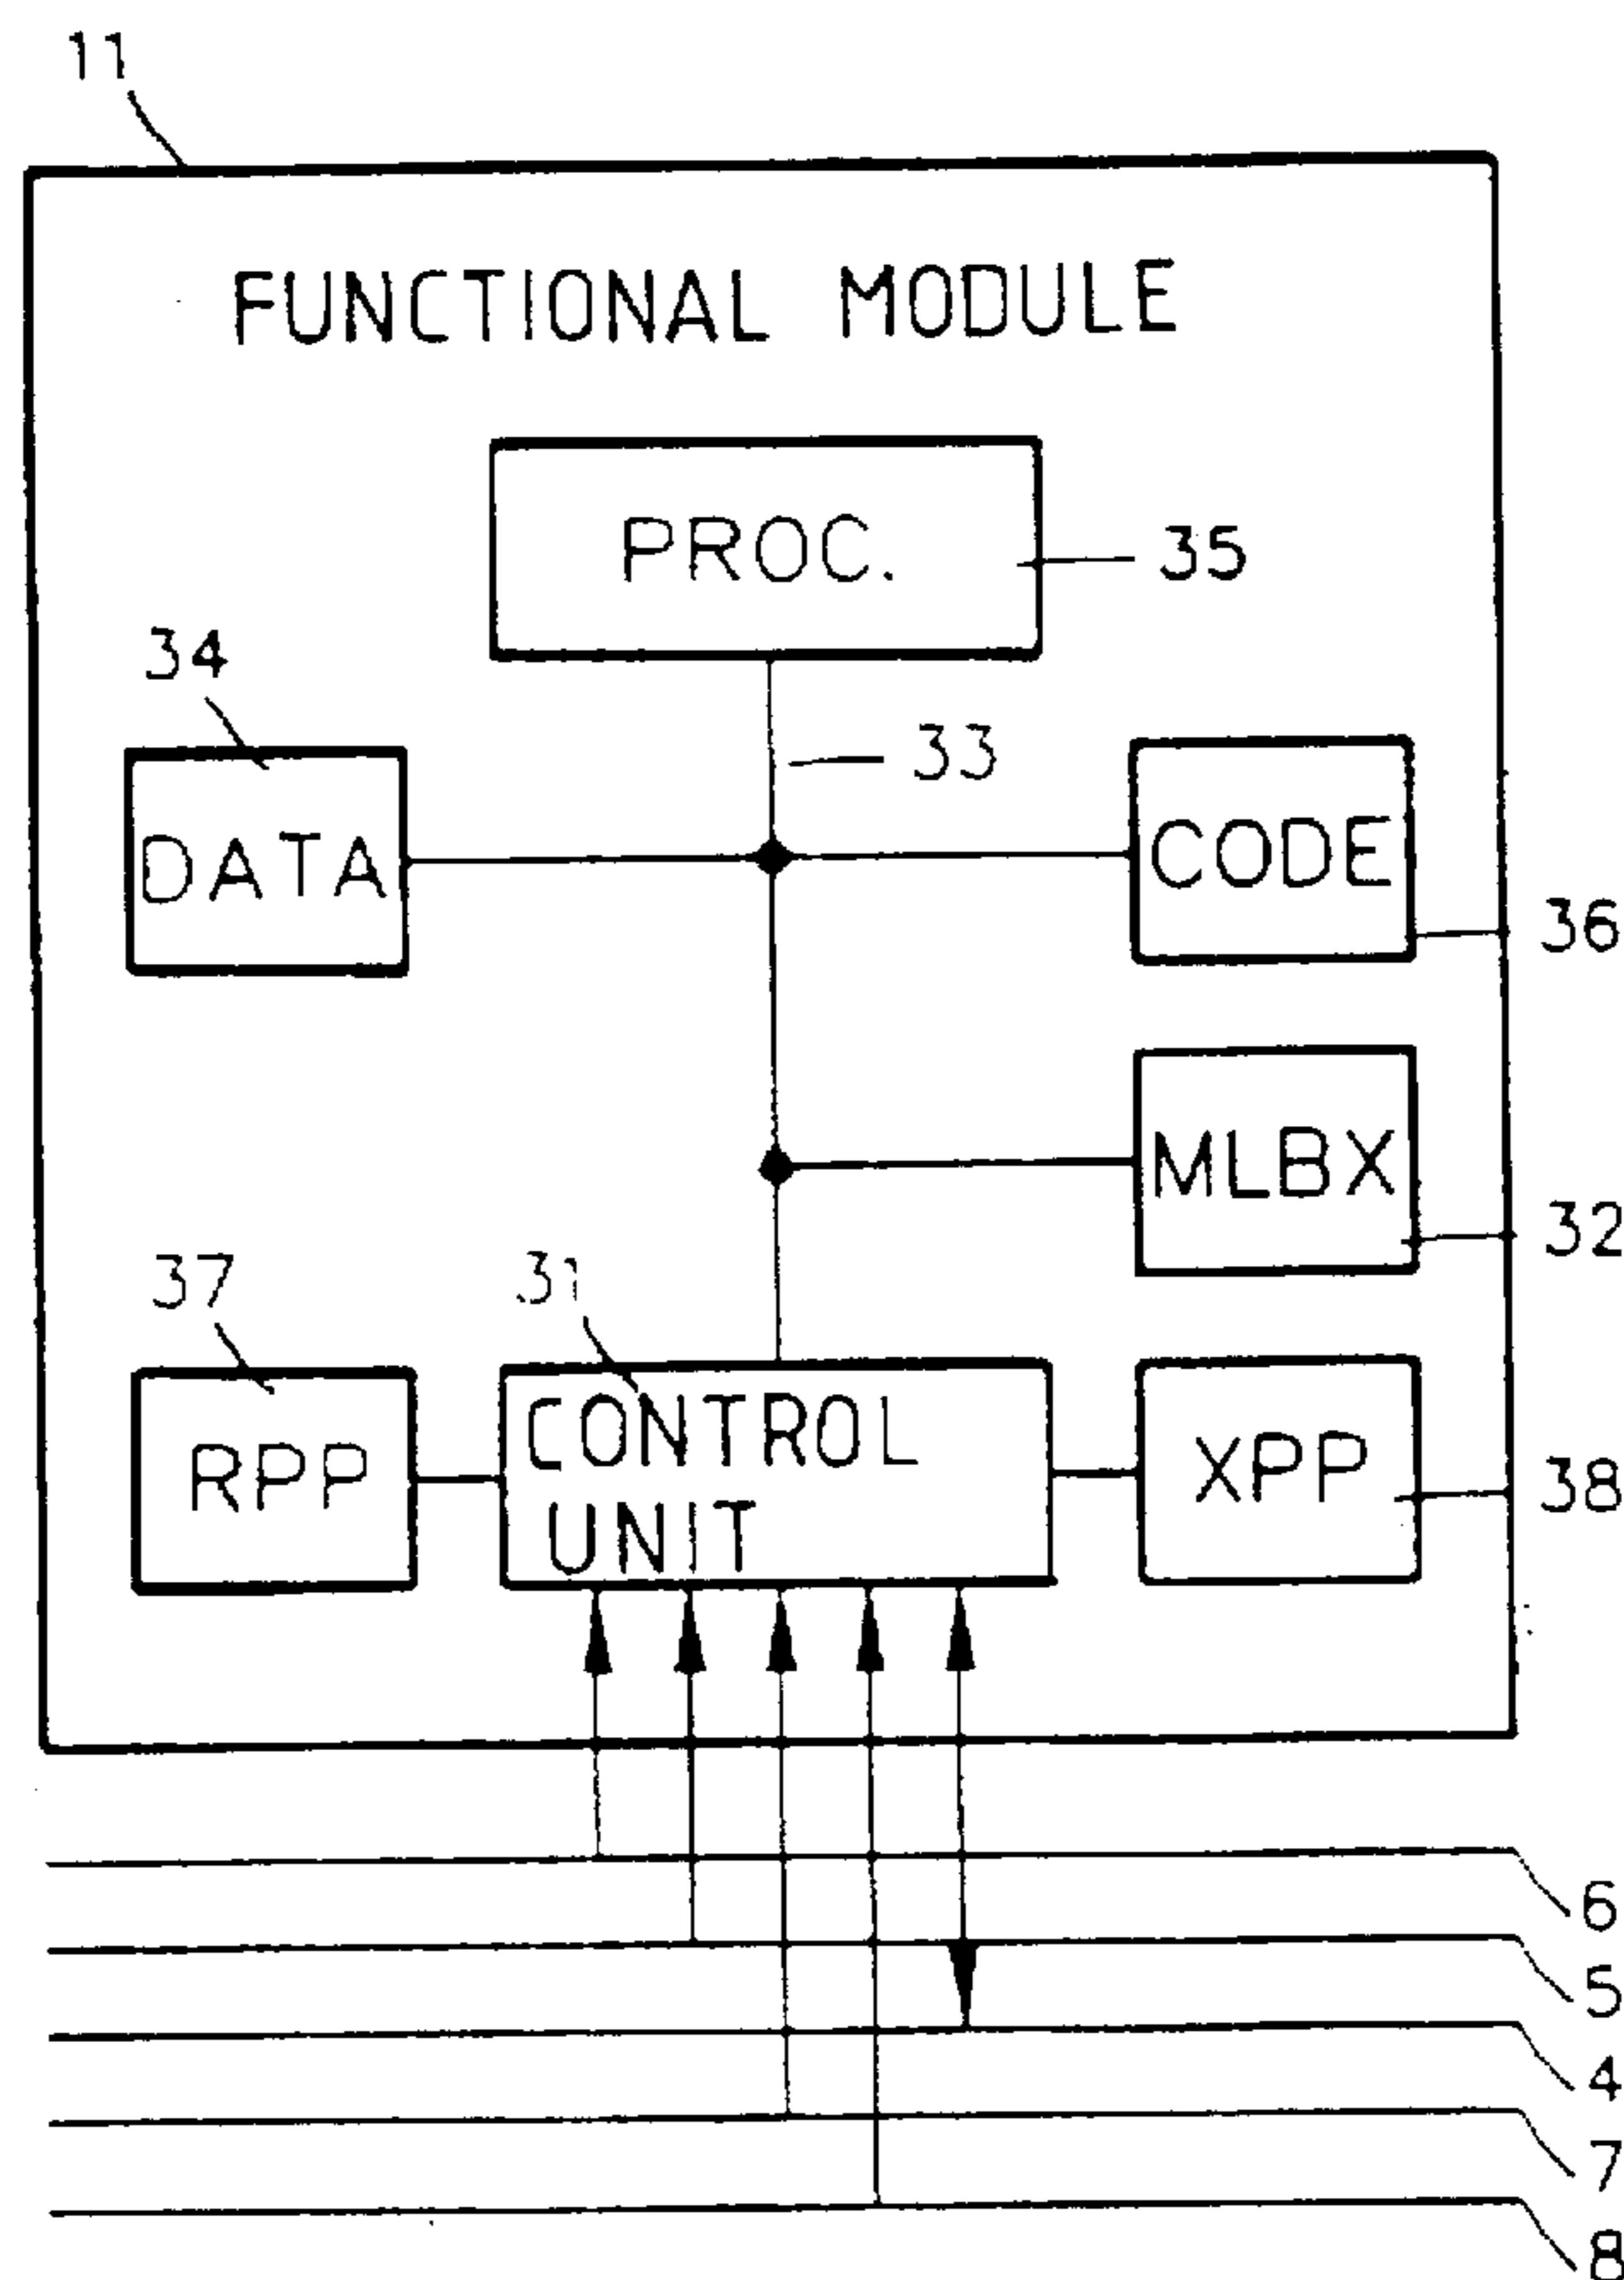 11
FUNCTIONAL MODULE
PROC.
35
34
33
DATA
CODE
36
MLBX
32
37
31
RPP
CONTROL
UNIT
XPP
38
6
5
4
7
8